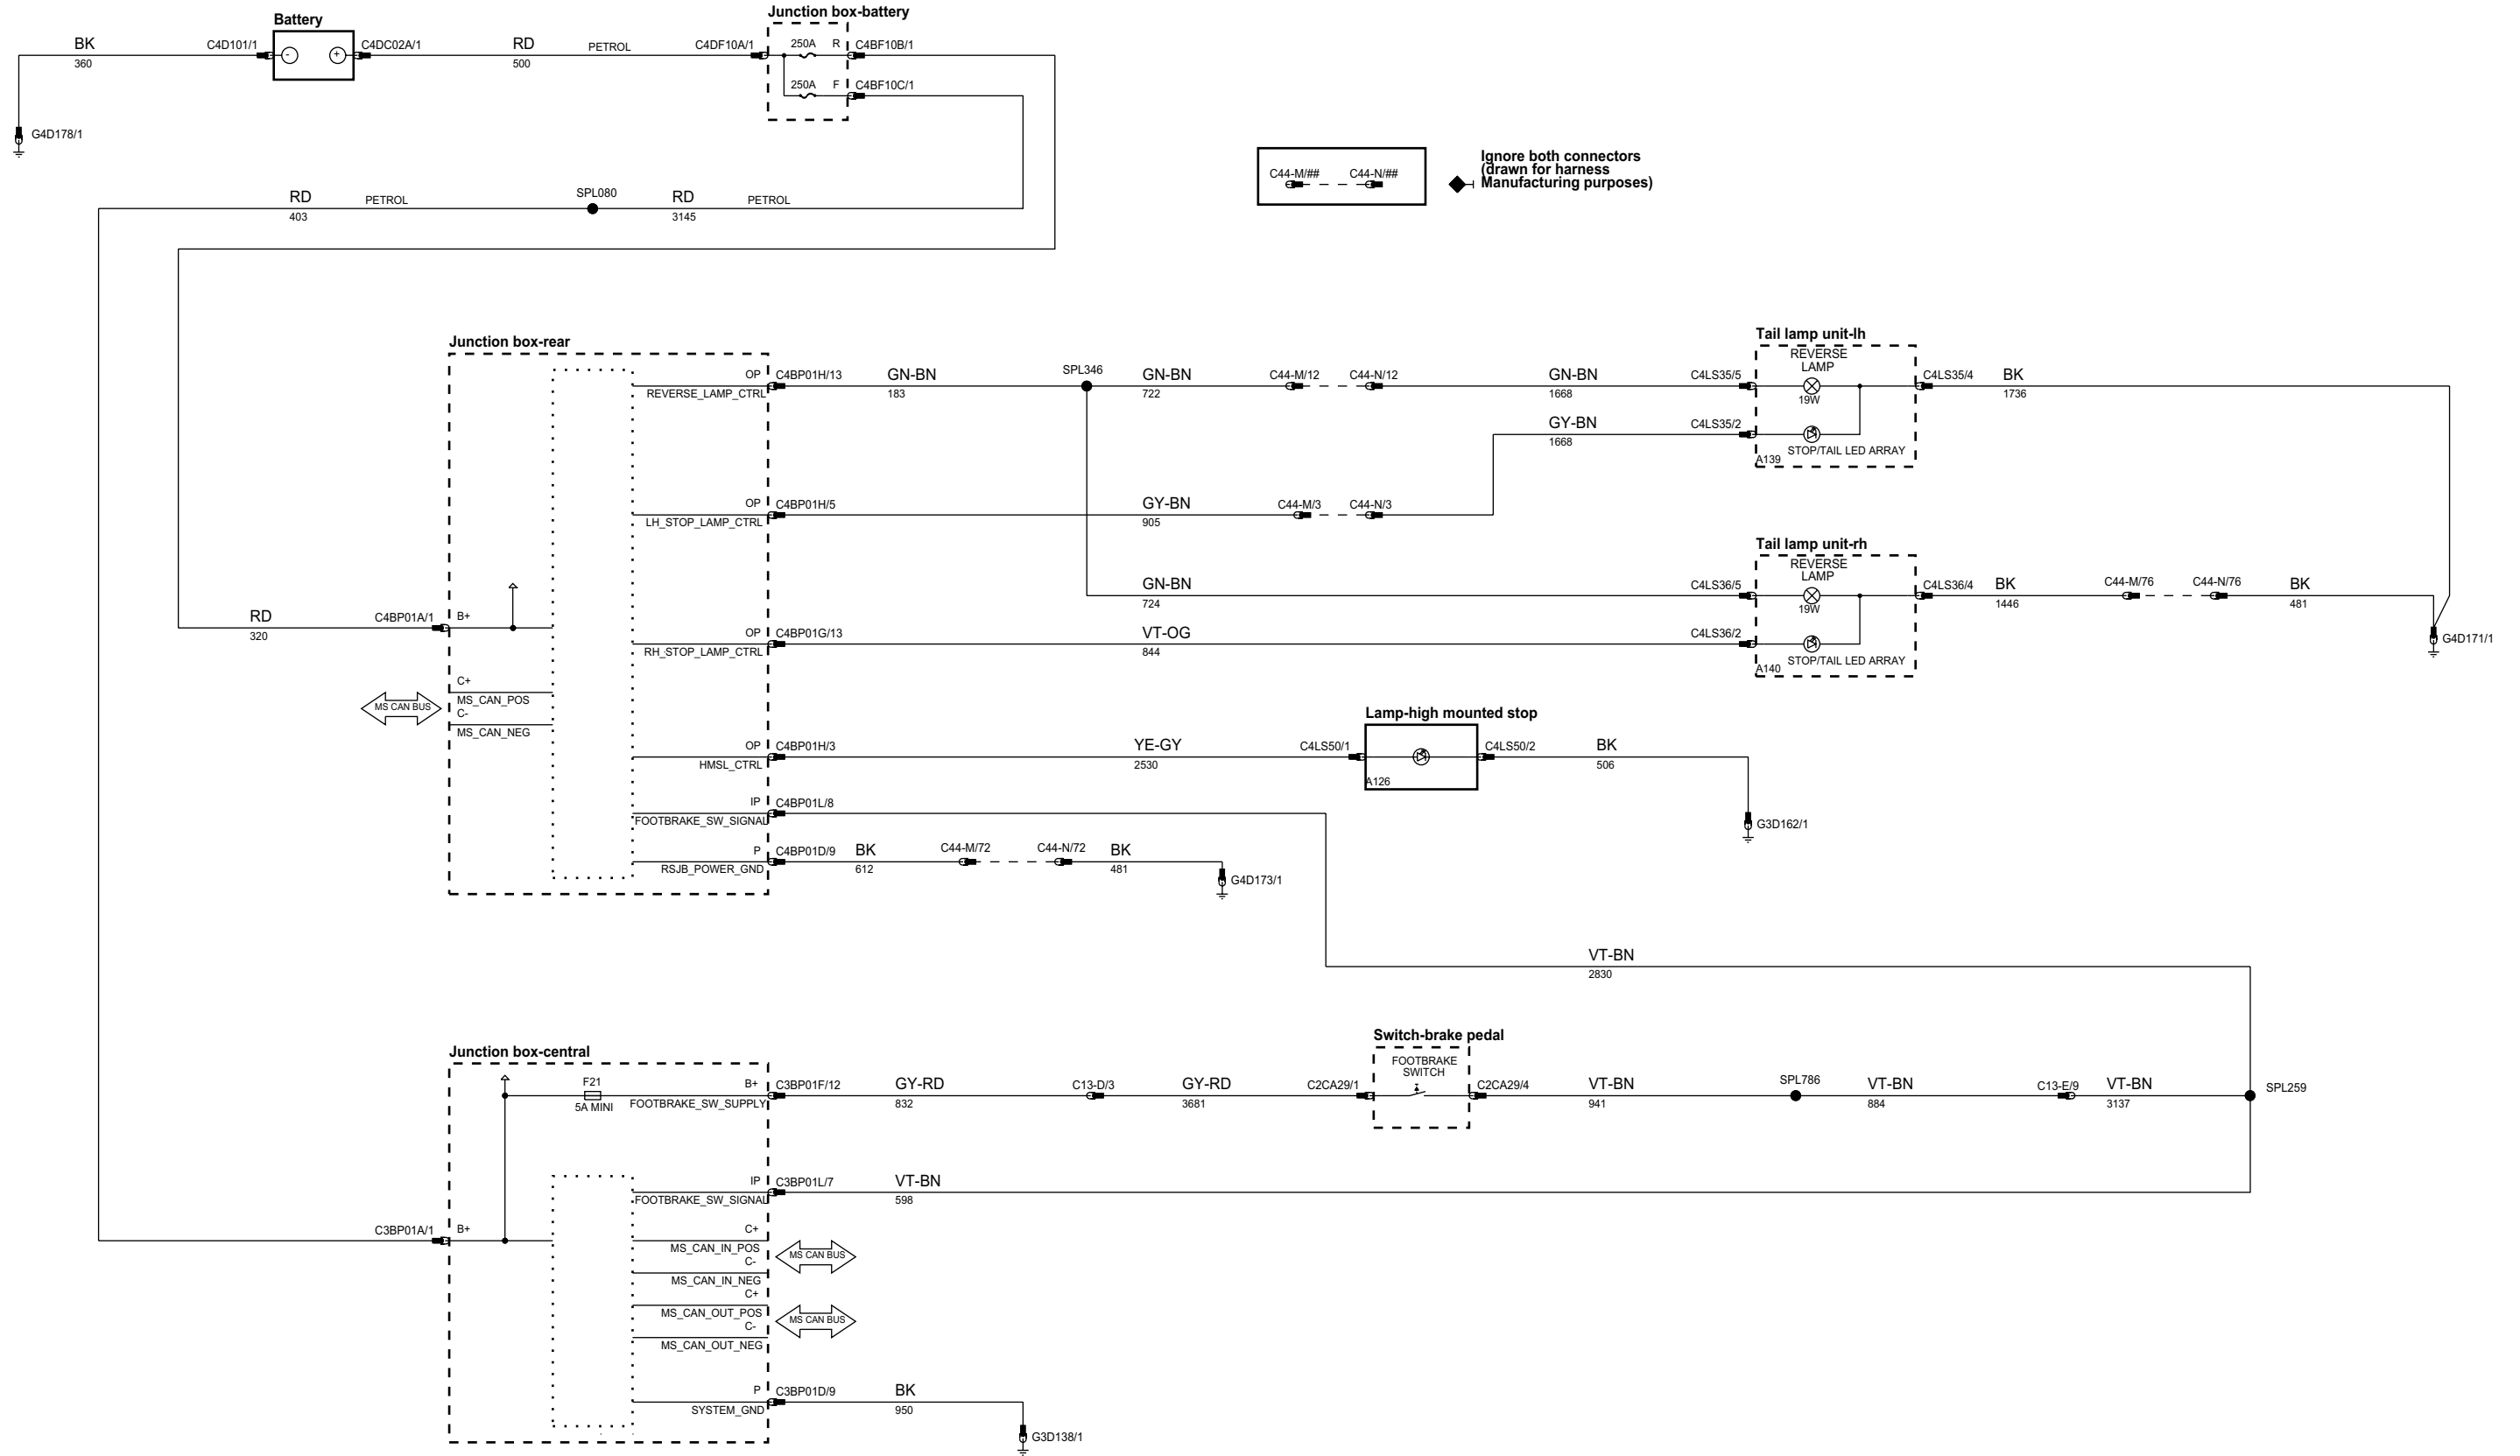 Battery
Junction box-battery
BK
360
C4D101/1
-
+
C4DC02A/1
RD
500
PETROL
C4DF10A/1
250A
R
C4BF10B/1
250A
F
C4BF10C/1
G4D178/1
C44-M/##
C44-N/##
Ignore both connectors
(drawn for harness
Manufacturing purposes)
RD
403
PETROL
SPL080
RD
3145
PETROL
Junction box-rear
OP
C4BP01H/13
REVERSE_LAMP_CTRL
GN-BN
183
SPL346
GN-BN
722
C44-M/12
C44-N/12
GN-BN
1668
C4LS35/5
Tail lamp unit-lh
REVERSE
LAMP
19W
C4LS35/4
BK
1736
GY-BN
1668
C4LS35/2
STOP/TAIL LED ARRAY
A139
OP
C4BP01H/5
LH_STOP_LAMP_CTRL
GY-BN
905
C44-M/3
C44-N/3
Tail lamp unit-rh
REVERSE
LAMP
19W
GN-BN
724
C4LS36/5
C4LS36/4
BK
1446
C44-M/76
C44-N/76
BK
481
G4D171/1
RD
320
C4BP01A/1
B+
OP
C4BP01G/13
RH_STOP_LAMP_CTRL
VT-OG
844
C4LS36/2
STOP/TAIL LED ARRAY
A140
MS CAN BUS
C+
MS_CAN_POS
C-
MS_CAN_NEG
Lamp-high mounted stop
OP
C4BP01H/3
HMSL_CTRL
YE-GY
2530
C4LS50/1
A126
C4LS50/2
BK
506
G3D162/1
IP
C4BP01L/8
FOOTBRAKE_SW_SIGNAL
P
C4BP01D/9
RSJB_POWER_GND
BK
612
C44-M/72
C44-N/72
BK
481
G4D173/1
VT-BN
2830
Junction box-central
F21
5A MINI
B+
C3BP01F/12
FOOTBRAKE_SW_SUPPLY
GY-RD
832
C13-D/3
GY-RD
3681
C2CA29/1
Switch-brake pedal
FOOTBRAKE
SWITCH
C2CA29/4
VT-BN
941
SPL786
VT-BN
884
C13-E/9
VT-BN
3137
SPL259
IP
C3BP01L/7
FOOTBRAKE_SW_SIGNAL
VT-BN
598
C3BP01A/1
B+
C+
MS_CAN_IN_POS
C-
MS_CAN_IN_NEG
MS CAN BUS
C+
MS_CAN_OUT_POS
C-
MS_CAN_OUT_NEG
MS CAN BUS
P
C3BP01D/9
SYSTEM_GND
BK
950
G3D138/1